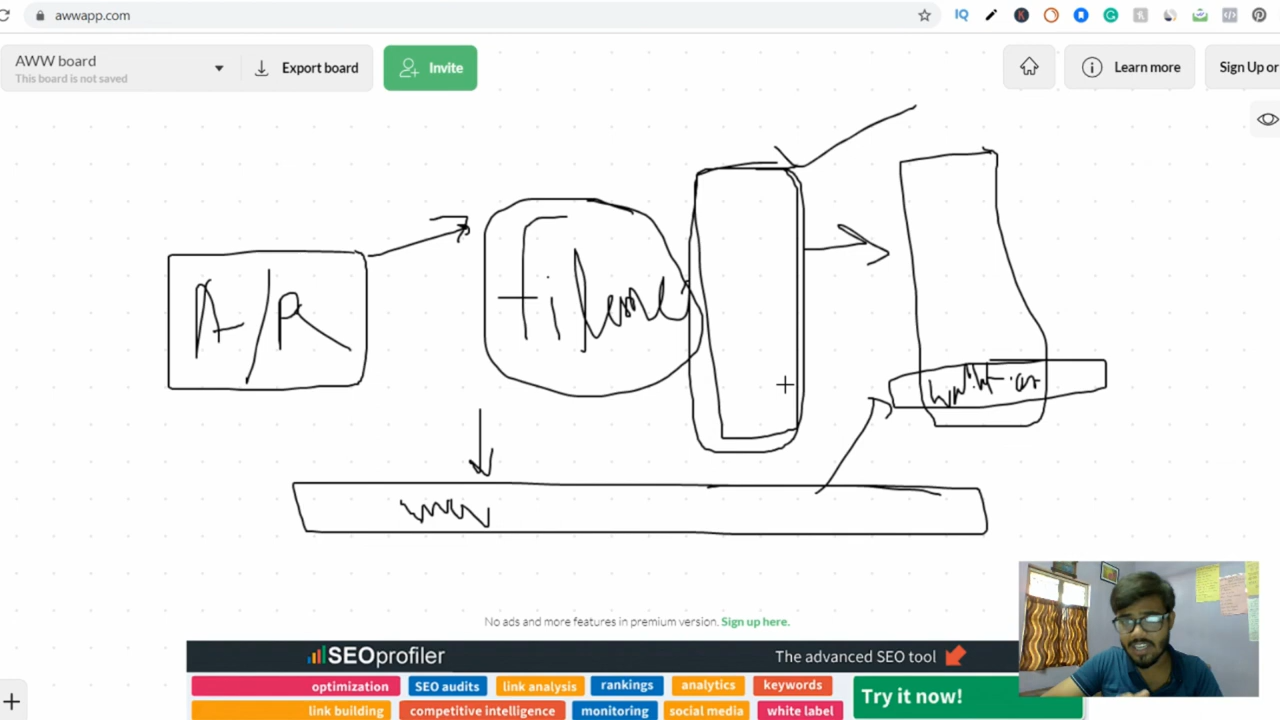 awwapp.com
IQ
AWW board
This board is not saved
Export board
Invite
Learn more
Sign Up or
A/R
No ads and more features in premium version. Sign up here.
SEOprofiler
The advanced SEO tool
optimization
SEO audits
link analysis
rankings
analytics
keywords
Try it now!
link building
competitive intelligence
monitoring
social media
white label